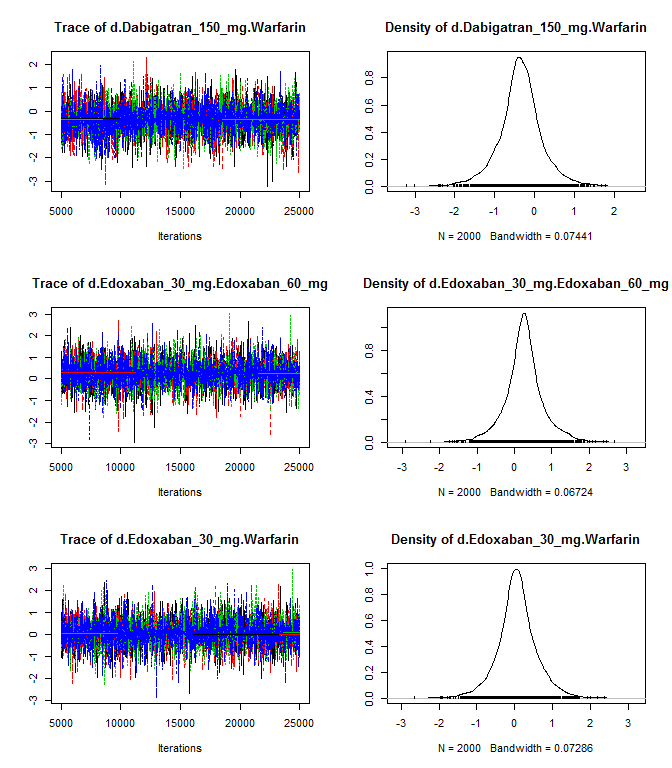 Trace of d.Dabigatran_150_mg.Warfarin
Density of d.Dabigatran_150_mg.Warfarin
2
1
0
-1
-2
-3
5000 10000 15000 20000 25000
Iterations
0.8
0.6
0.4
0.2
0.0
-3 -2 -1 0 1 2
N = 2000 Bandwidth = 0.07441
Trace of d.Edoxaban_30_mg.Edoxaban_60_mg
Density of d.Edoxaban_30_mg.Edoxaban_60_mg
3
2
1
0
-1
-2
-3
5000 10000 15000 20000 25000
Iterations
0.8
0.4
0.0
-3 -2 -1 0 1 2 3
N = 2000 Bandwidth = 0.06724
Trace of d.Edoxaban_30_mg.Warfarin
Density of d.Edoxaban_30_mg.Warfarin
3
2
1
0
-1
-2
-3
5000 10000 15000 20000 25000
Iterations
1.0
0.8
0.6
0.4
0.2
0.0
-3 -2 -1 0 1 2 3
N = 2000 Bandwidth = 0.07286